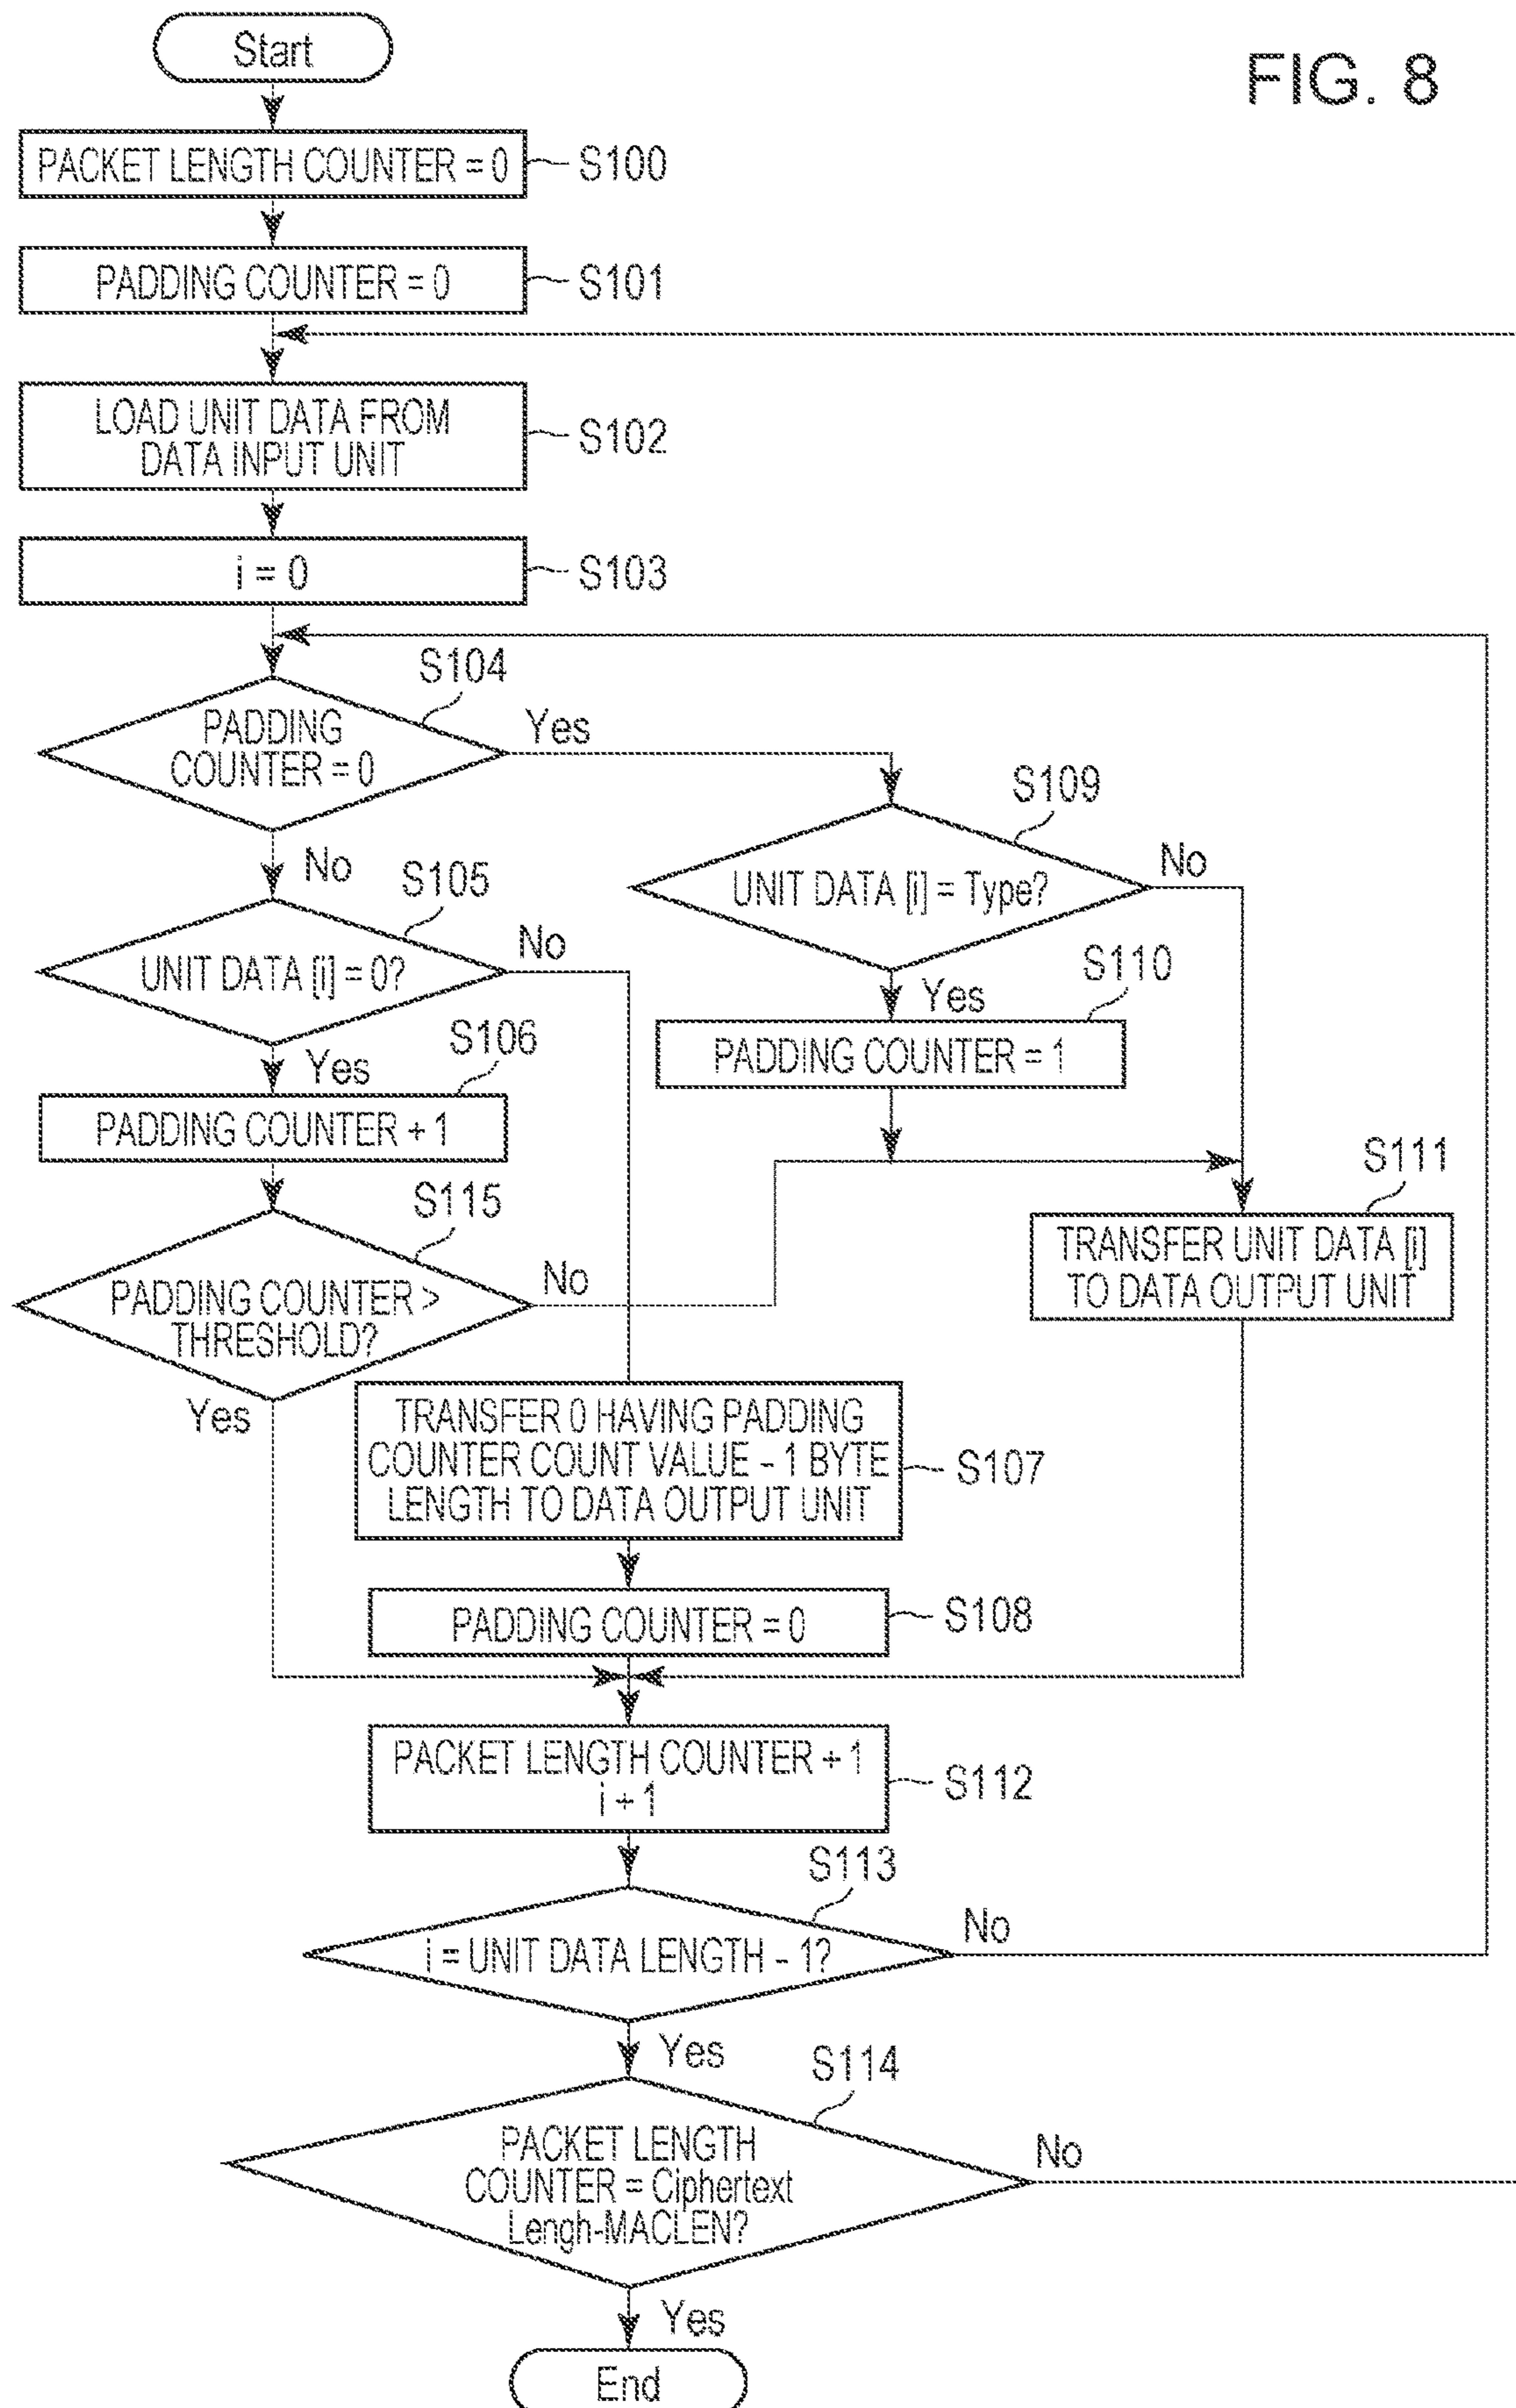 FIG. 8
Start
PACKET LENGTH COUNTER = 0
S100
PADDING COUNTER = 0
S101
LOAD UNIT DATA FROM
DATA INPUT UNIT
S102
i = 0
S103
S104
PADDING
COUNTER = 0
Yes
No
S109
UNIT DATA [i] = Type?
No
Yes
S105
UNIT DATA [i] = 0?
No
Yes
S110
PADDING COUNTER = 1
S106
PADDING COUNTER + 1
S115
PADDING COUNTER >
THRESHOLD?
No
Yes
S111
TRANSFER UNIT DATA [i]
TO DATA OUTPUT UNIT
TRANSFER 0 HAVING PADDING
COUNTER COUNT VALUE - 1 BYTE
LENGTH TO DATA OUTPUT UNIT
S107
PADDING COUNTER = 0
S108
PACKET LENGTH COUNTER + 1
i + 1
S112
S113
i = UNIT DATA LENGTH - 1?
No
Yes
S114
PACKET LENGTH
COUNTER = Ciphertext
Lengh-MACLEN?
No
Yes
End